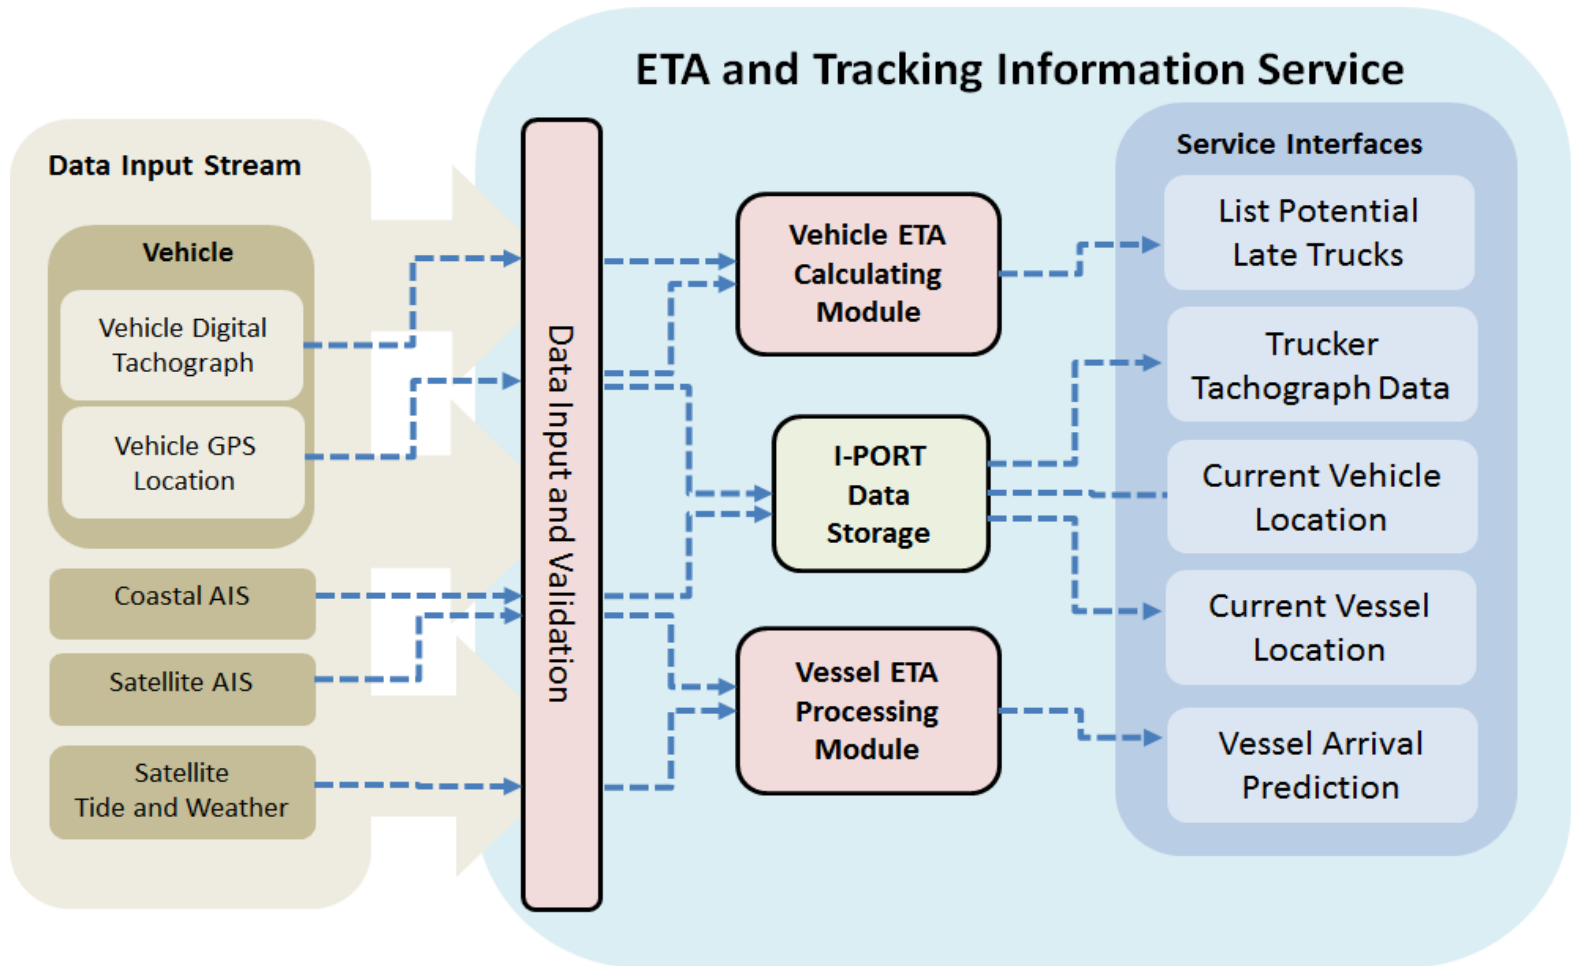 ETA and Tracking Information Service
Data Input Stream
Vehicle
Vehicle Digital
Tachograph
Vehicle GPS
Location
Coastal AIS
Satellite AIS
Satellite
Tide and Weather
Data Input and Validation
Vehicle ETA
Calculating
Module
I-PORT
Data
Storage
Vessel ETA
Processing
Module
Service Interfaces
List Potential
Late Trucks
Trucker
Tachograph Data
Current Vehicle
Location
Current Vessel
Location
Vessel Arrival
Prediction